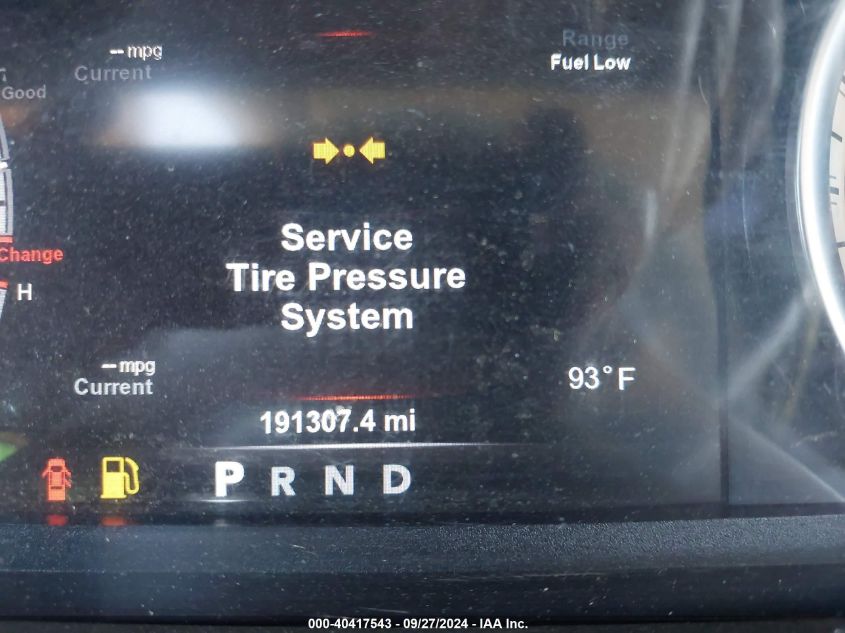 -- mpg
Current
Range
Fuel Low
Good
Service
Tire Pressure
System
Change
H
-- mpg
Current
93°F
191307.4 mi
P R N D
000-40417543 - 09/27/2024 - IAA Inc.